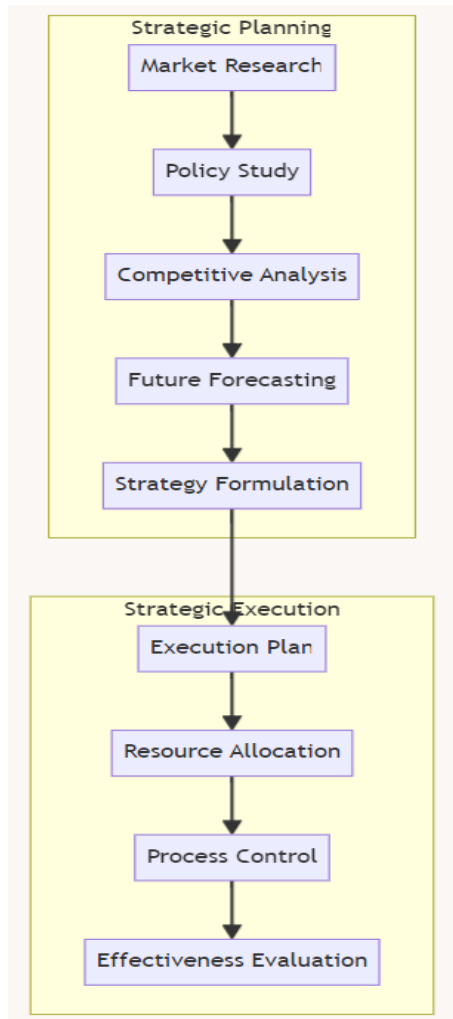 Strategic Planning
Market Research
Policy Study
Competitive Analysis
Future Forecasting
Strategy Formulation
Strategic Execution
Execution Plan
Resource Allocation
Process Control
Effectiveness Evaluation